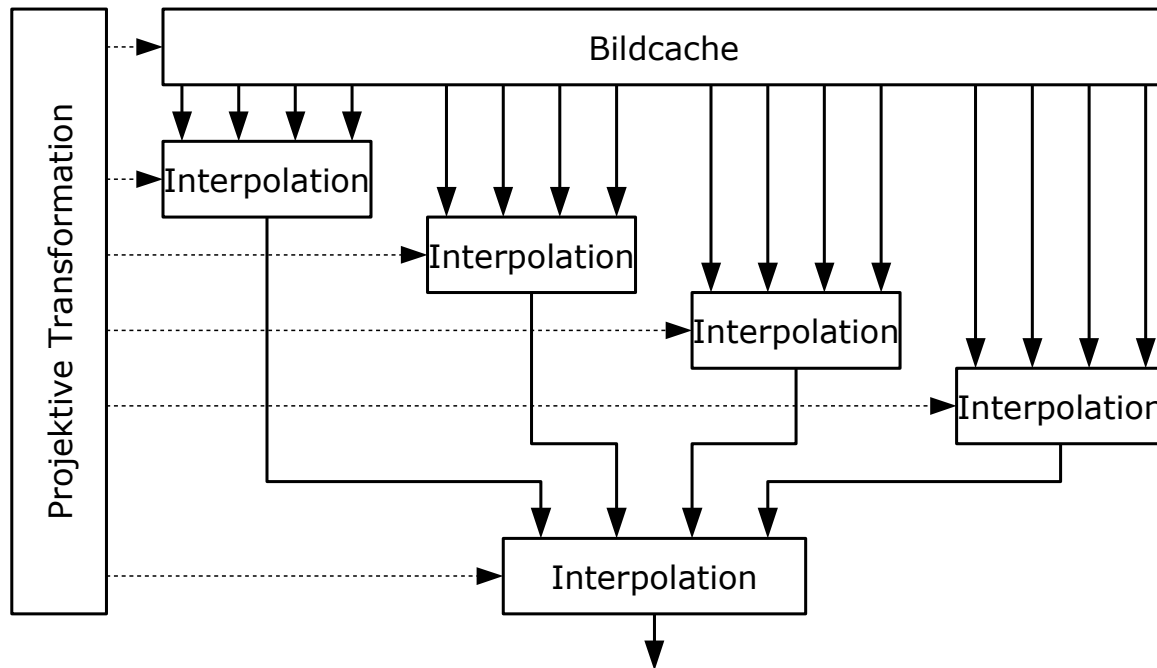 Projektive Transformation
Bildcache
Interpolation
Interpolation
Interpolation
Interpolation
Interpolation